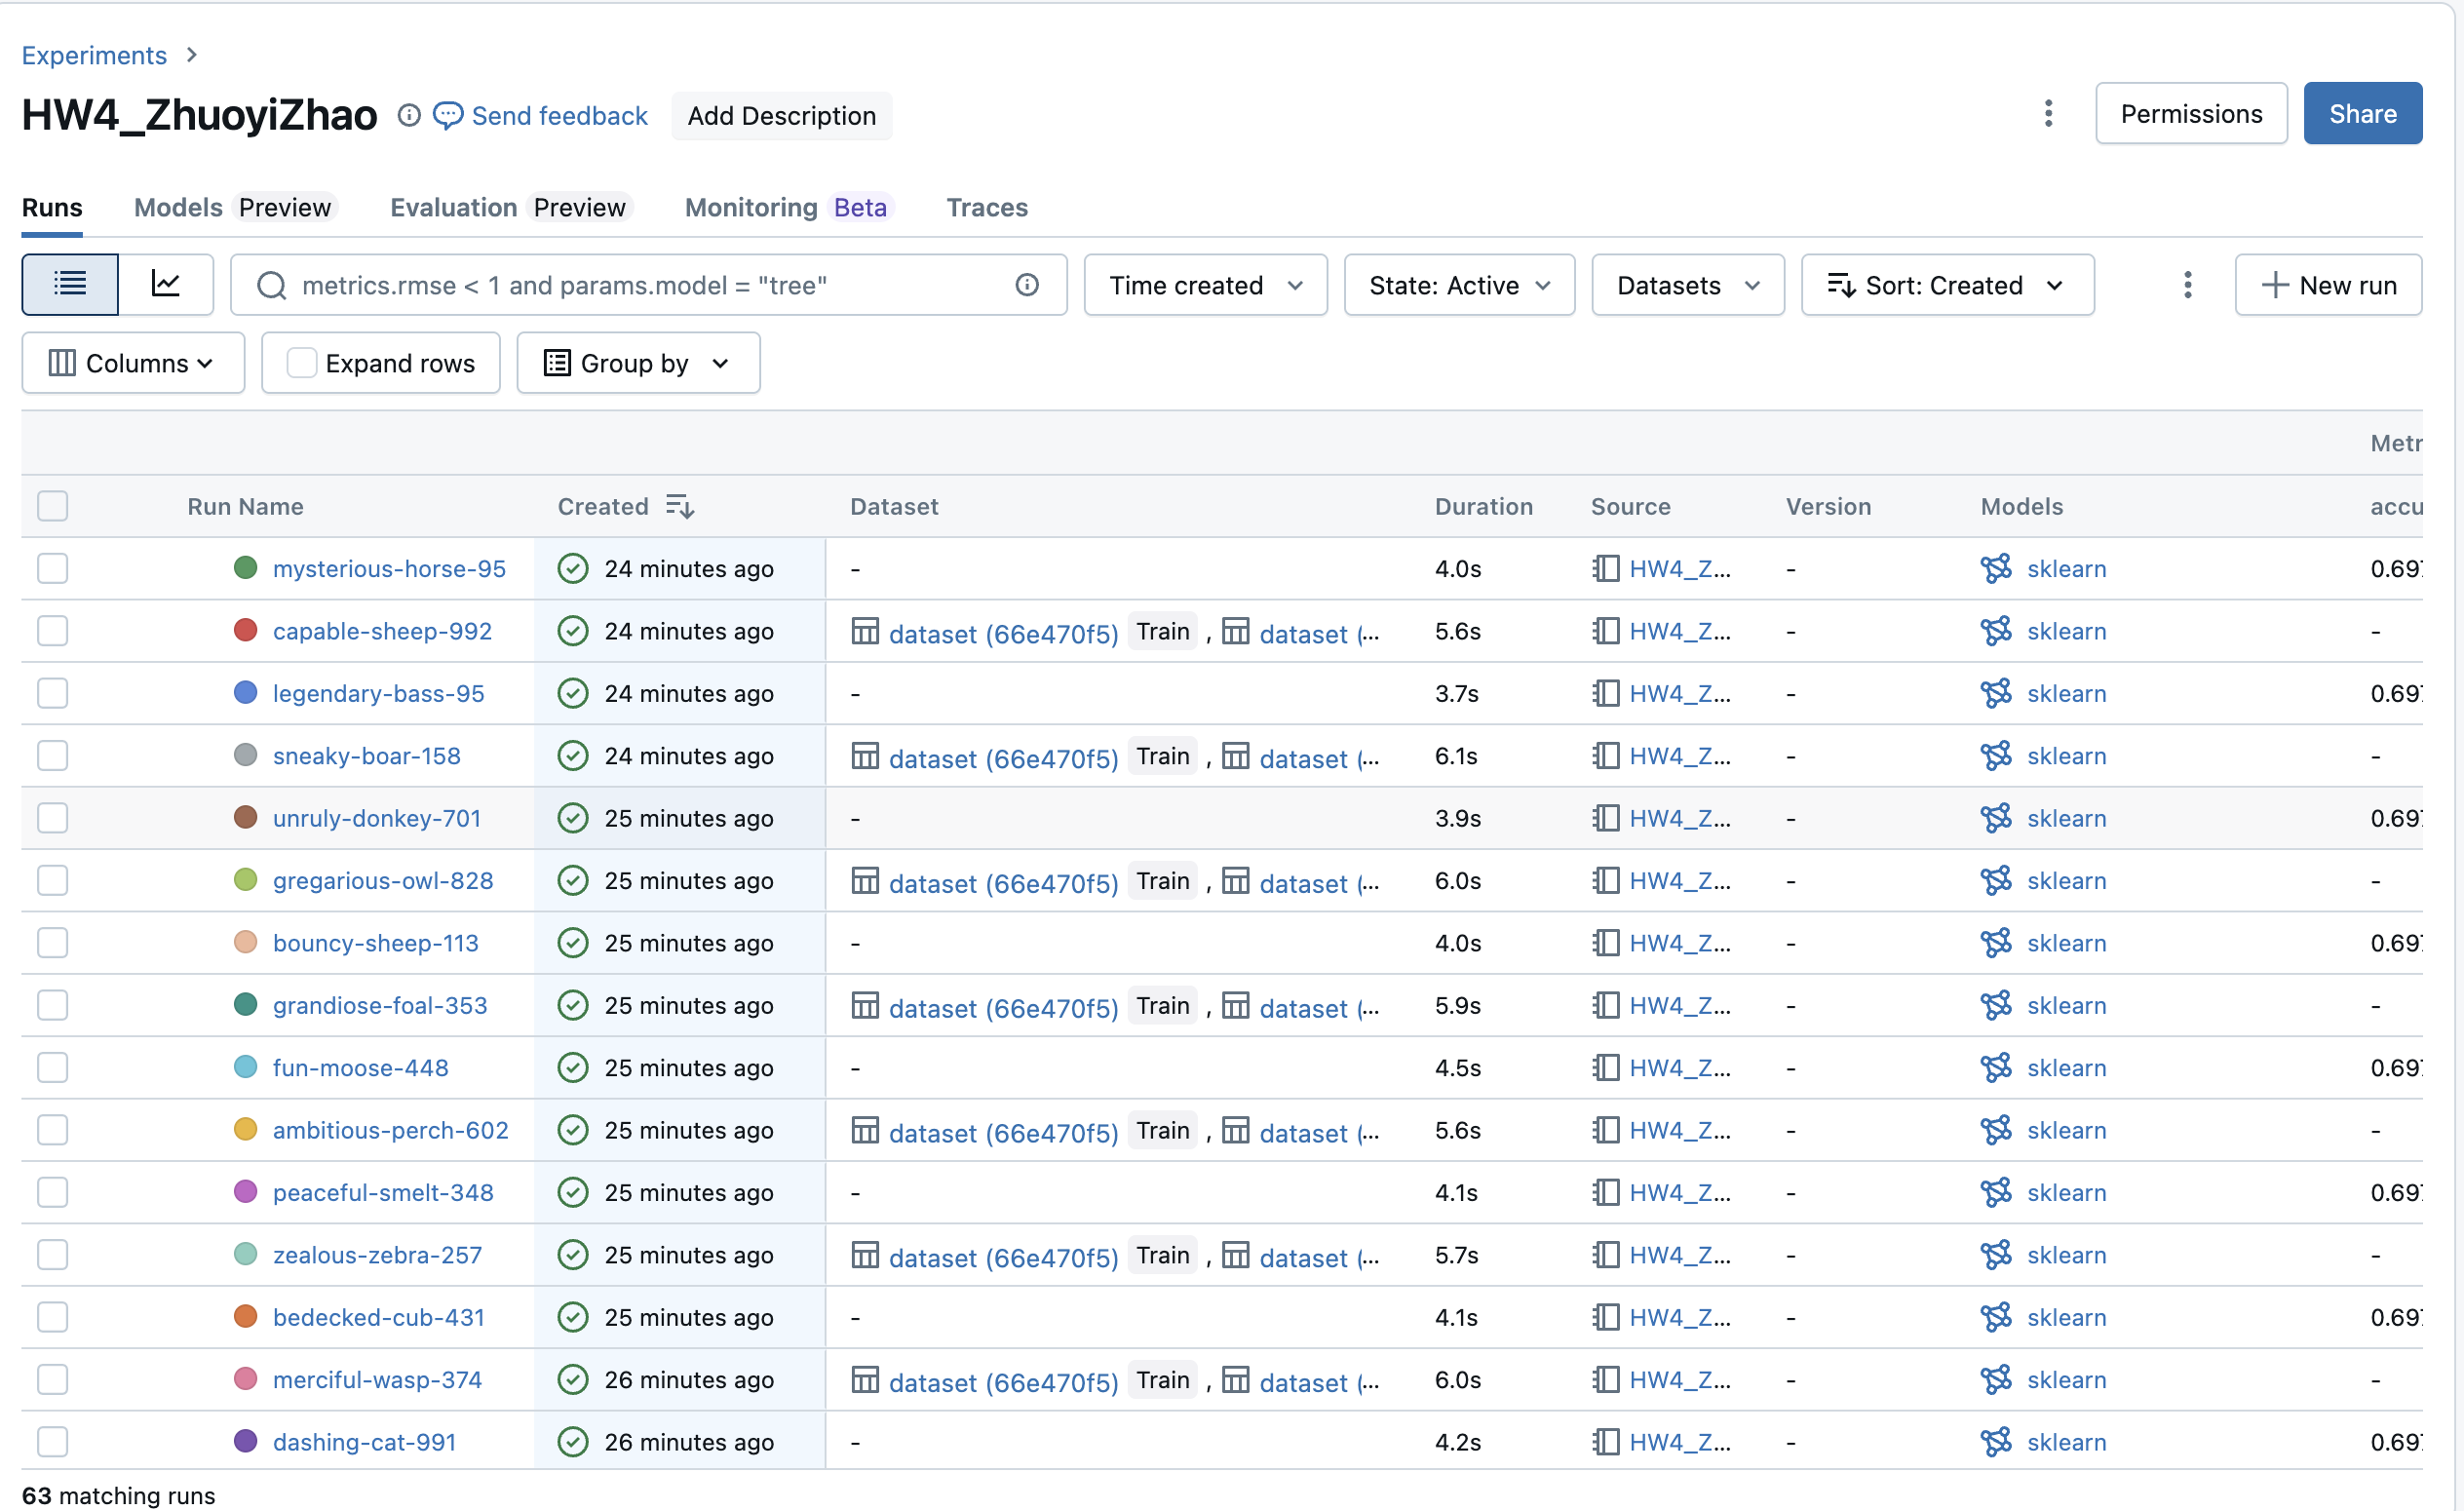 Experiments
HW4_ZhuoyiZhao Send feedback Add Description Permissions Share
Runs Models Preview Evaluation Preview Monitoring Beta Traces
metrics.rmse < 1 and params.model = "tree" Time created State: Active Datasets Sort: Created New run
Columns Expand rows Group by
Metr
Run Name Created Dataset Duration Source Version Models accu
mysterious-horse-95 24 minutes ago - 4.0s HW4_Z... - sklearn 0.697
capable-sheep-992 24 minutes ago dataset (66e470f5) Train , dataset (... 5.6s HW4_Z... - sklearn -
legendary-bass-95 24 minutes ago - 3.7s HW4_Z... - sklearn 0.697
sneaky-boar-158 24 minutes ago dataset (66e470f5) Train , dataset (... 6.1s HW4_Z... - sklearn -
unruly-donkey-701 25 minutes ago - 3.9s HW4_Z... - sklearn 0.697
gregarious-owl-828 25 minutes ago dataset (66e470f5) Train , dataset (... 6.0s HW4_Z... - sklearn -
bouncy-sheep-113 25 minutes ago - 4.0s HW4_Z... - sklearn 0.697
grandiose-foal-353 25 minutes ago dataset (66e470f5) Train , dataset (... 5.9s HW4_Z... - sklearn -
fun-moose-448 25 minutes ago - 4.5s HW4_Z... - sklearn 0.697
ambitious-perch-602 25 minutes ago dataset (66e470f5) Train , dataset (... 5.6s HW4_Z... - sklearn -
peaceful-smelt-348 25 minutes ago - 4.1s HW4_Z... - sklearn 0.697
zealous-zebra-257 25 minutes ago dataset (66e470f5) Train , dataset (... 5.7s HW4_Z... - sklearn -
bedecked-cub-431 25 minutes ago - 4.1s HW4_Z... - sklearn 0.697
merciful-wasp-374 26 minutes ago dataset (66e470f5) Train , dataset (... 6.0s HW4_Z... - sklearn -
dashing-cat-991 26 minutes ago - 4.2s HW4_Z... - sklearn 0.697
63 matching runs